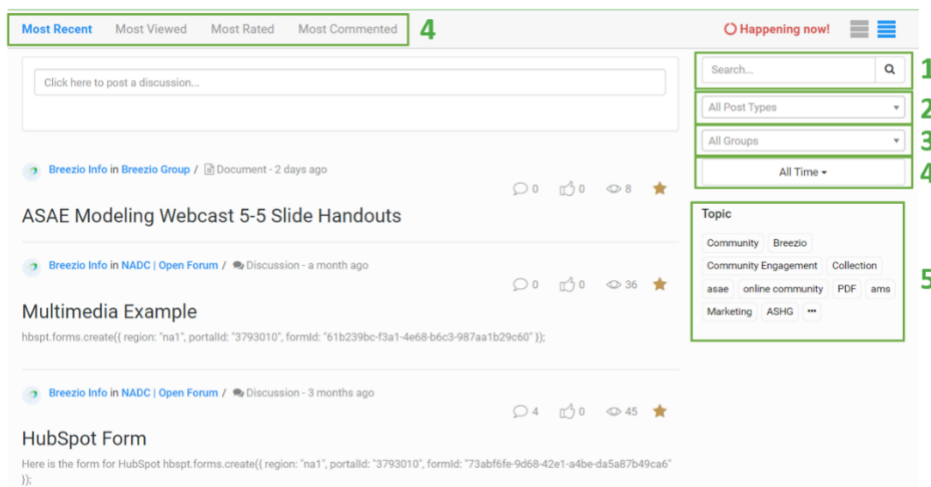 Most Recent Most Viewed Most Rated Most Commented 4
Happening now!
Click here to post a discussion...
Search... 1
All Post Types 2
All Groups 3
All Time 4
Breezio Info in Breezio Group / Document - 2 days ago
0 0 8
ASAE Modeling Webcast 5-5 Slide Handouts
Breezio Info in NADC | Open Forum / Discussion - a month ago
0 0 36
Multimedia Example
hbspt.forms.create({ region: "na1", portalId: "3793010", formId: "61b239bc-f3a1-4e68-b6c3-987aa1b29c60" });
Breezio Info in NADC | Open Forum / Discussion - 3 months ago
4 0 45
HubSpot Form
Here is the form for HubSpot hbspt.forms.create({ region: "na1", portalId: "3793010", formId: "73abf6fe-9d68-42e1-a4be-da5a87b49ca6"
});
Topic
Community Breezio
Community Engagement Collection
asae online community PDF ams
Marketing ASHG ...
5